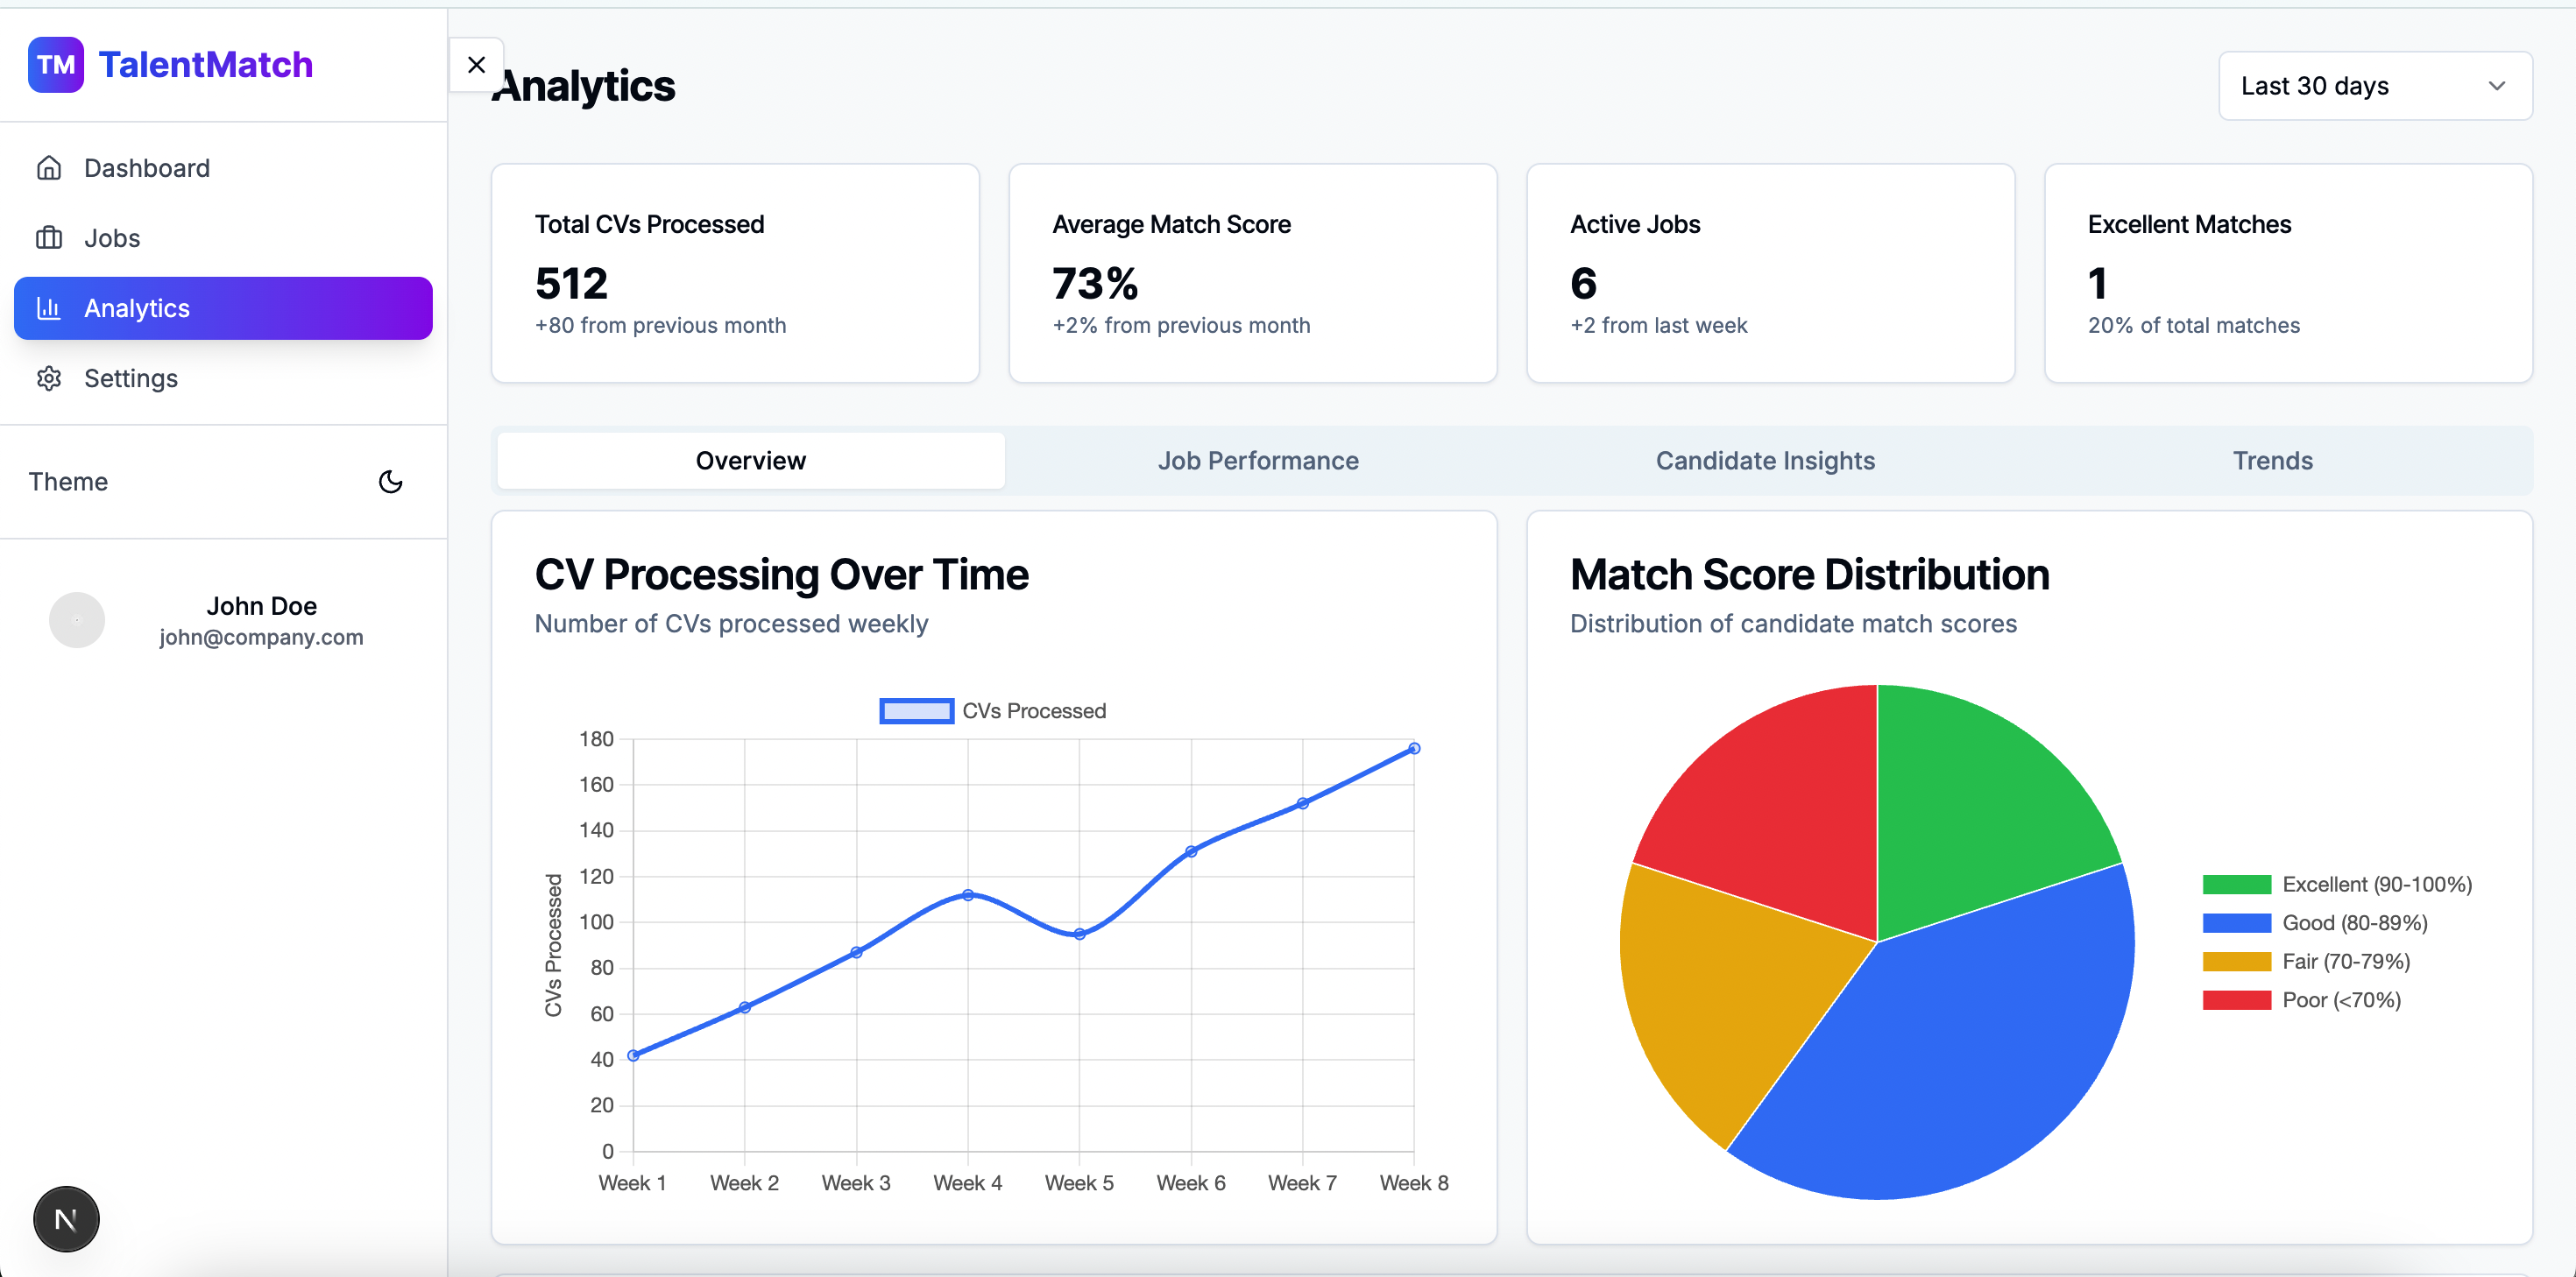 TM TalentMatch
Dashboard
Jobs
Analytics
Settings
Theme
John Doe
john@company.com
N
Analytics
Last 30 days
Total CVs Processed
512
+80 from previous month
Average Match Score
73%
+2% from previous month
Active Jobs
6
+2 from last week
Excellent Matches
1
20% of total matches
Overview
Job Performance
Candidate Insights
Trends
CV Processing Over Time
Number of CVs processed weekly
CVs Processed
CVs Processed
180
160
140
120
100
80
60
40
20
0
Week 1 Week 2 Week 3 Week 4 Week 5 Week 6 Week 7 Week 8
Match Score Distribution
Distribution of candidate match scores
Excellent (90-100%)
Good (80-89%)
Fair (70-79%)
Poor (<70%)